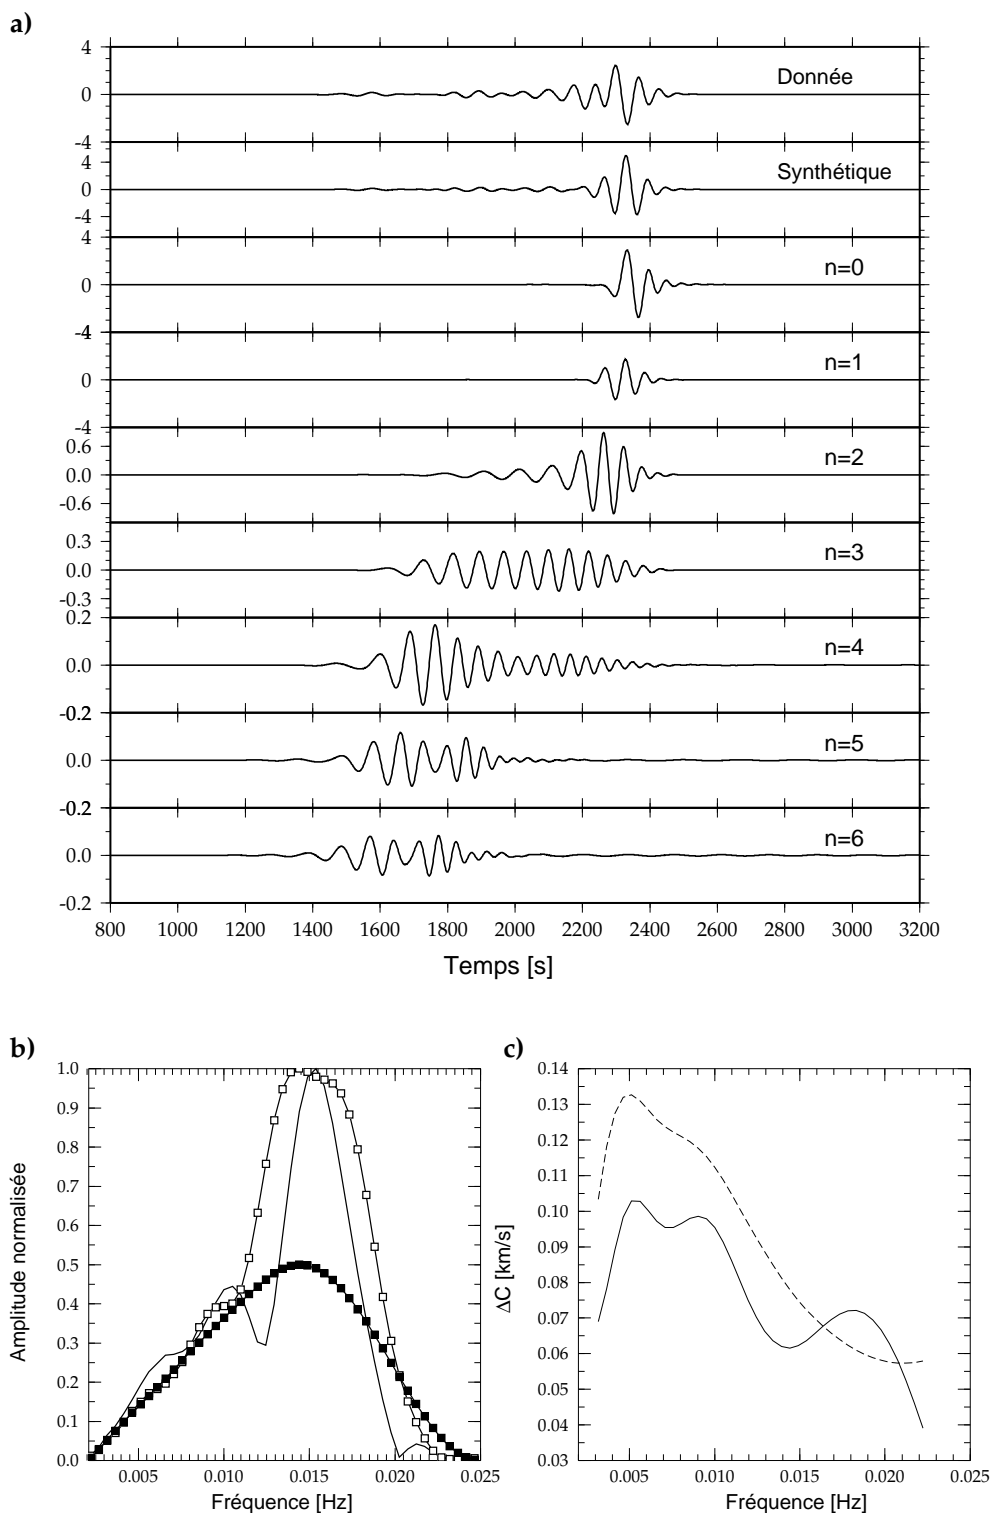 a)
4
0
-4
Donnée
4
0
-4
Synthétique
4
0
-4
n=0
0
-4
n=1
0.6
0.0
-0.6
n=2
0.3
0.0
-0.3
n=3
0.2
0.0
-0.2
n=4
0.0
-0.2
n=5
0.0
-0.2
n=6
800 1000 1200 1400 1600 1800 2000 2200 2400 2600 2800 3000 3200
Temps [s]
b)
1.0
0.9
0.8
0.7
0.6
0.5
0.4
0.3
0.2
0.1
0.0
Amplitude normalisée
0.005 0.010 0.015 0.020 0.025
Fréquence [Hz]
c)
0.14
0.13
0.12
0.11
0.10
0.09
0.08
0.07
0.06
0.05
0.04
0.03
ΔC [km/s]
0.005 0.010 0.015 0.020 0.025
Fréquence [Hz]